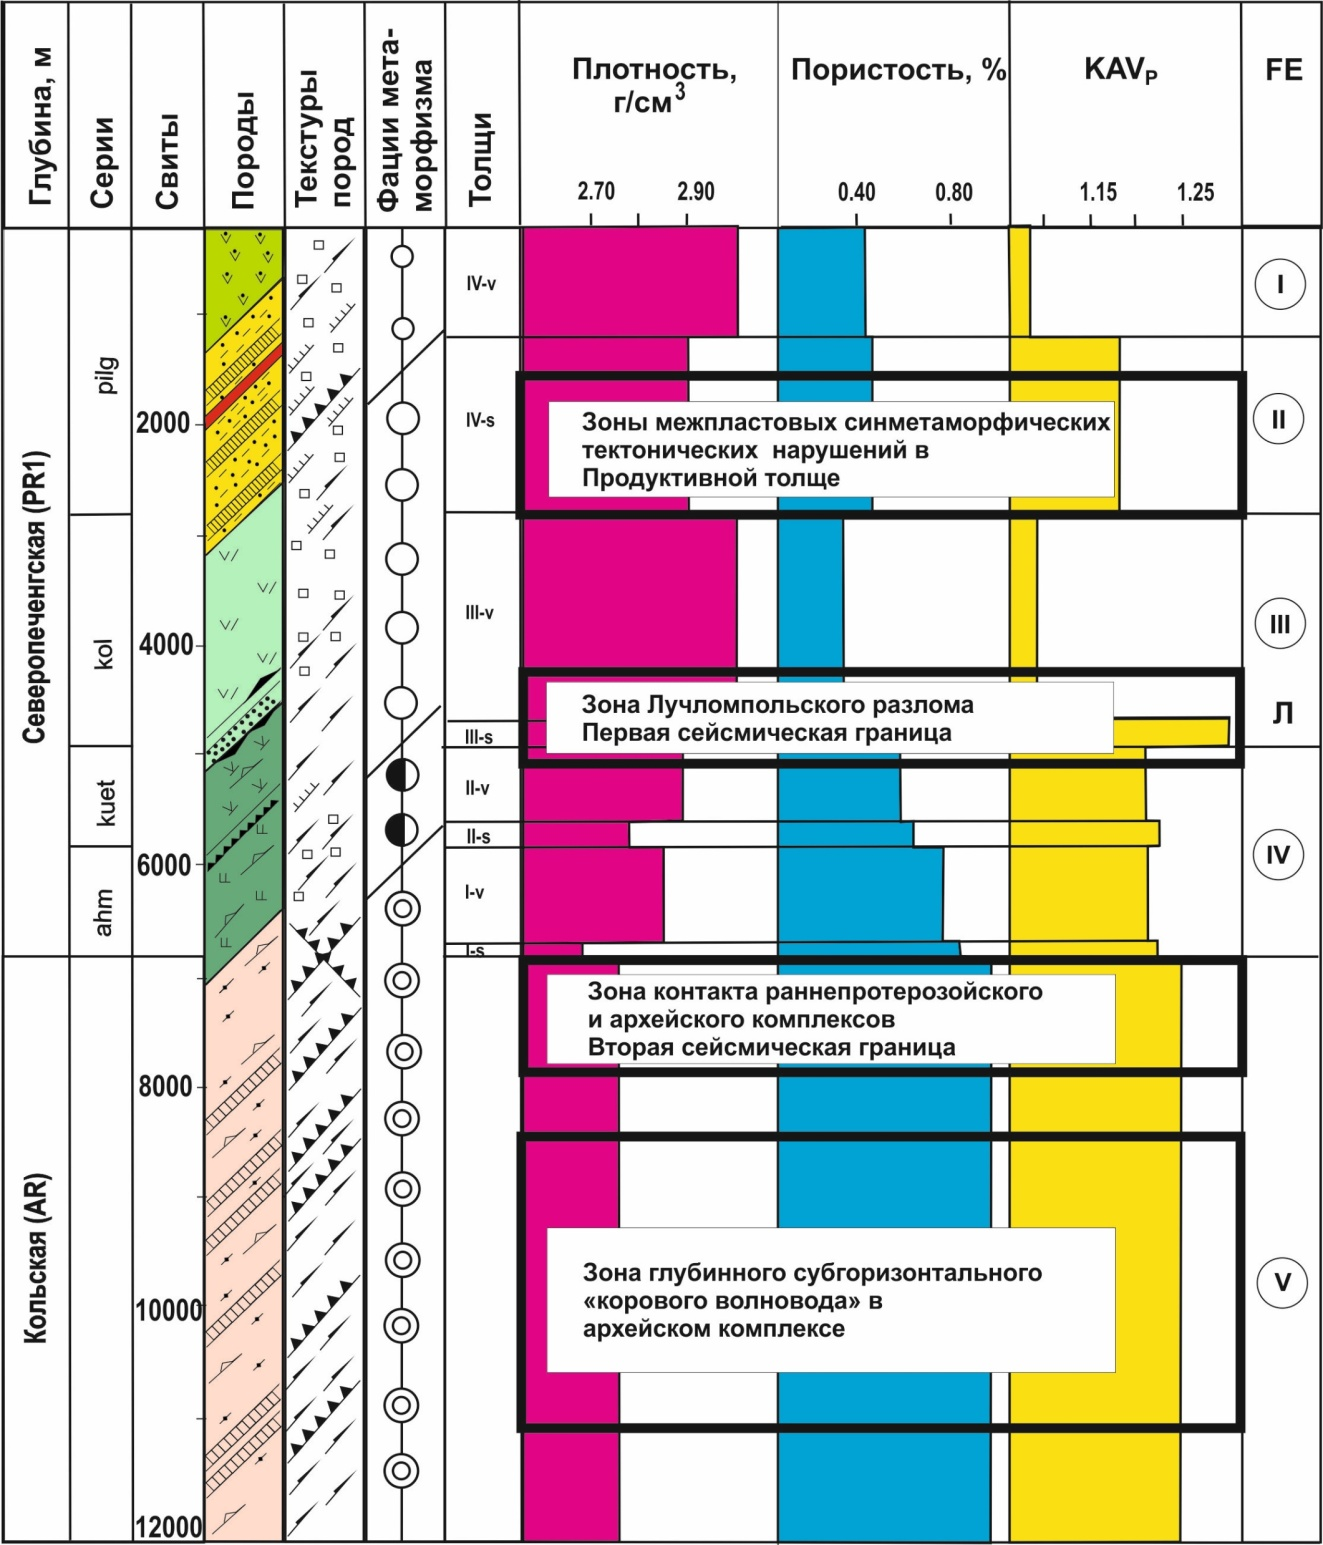 Глубина, м
Серии
Свиты
Породы
Текстуры
пород
Фации мета-
морфизма
Толщи
Плотность,
г/см3
2.70 2.90
Пористость, %
0.40 0.80
KAVP
1.15 1.25
FE
Северопеченгская (PR1)
Кольская (AR)
pilg
kol
kuet
ahm
2000
4000
6000
8000
10000
12000
IV-v
IV-s
III-v
III-s
II-v
II-s
I-v
I-s
Зоны межпластовых синметаморфических
тектонических нарушений в
Продуктивной толще
Зона Лучломпольского разлома
Первая сейсмическая граница
Зона контакта раннепротерозойского
и архейского комплексов
Вторая сейсмическая граница
Зона глубинного субгоризонтального
«корового волновода» в
архейском комплексе
I
II
III
Л
IV
V